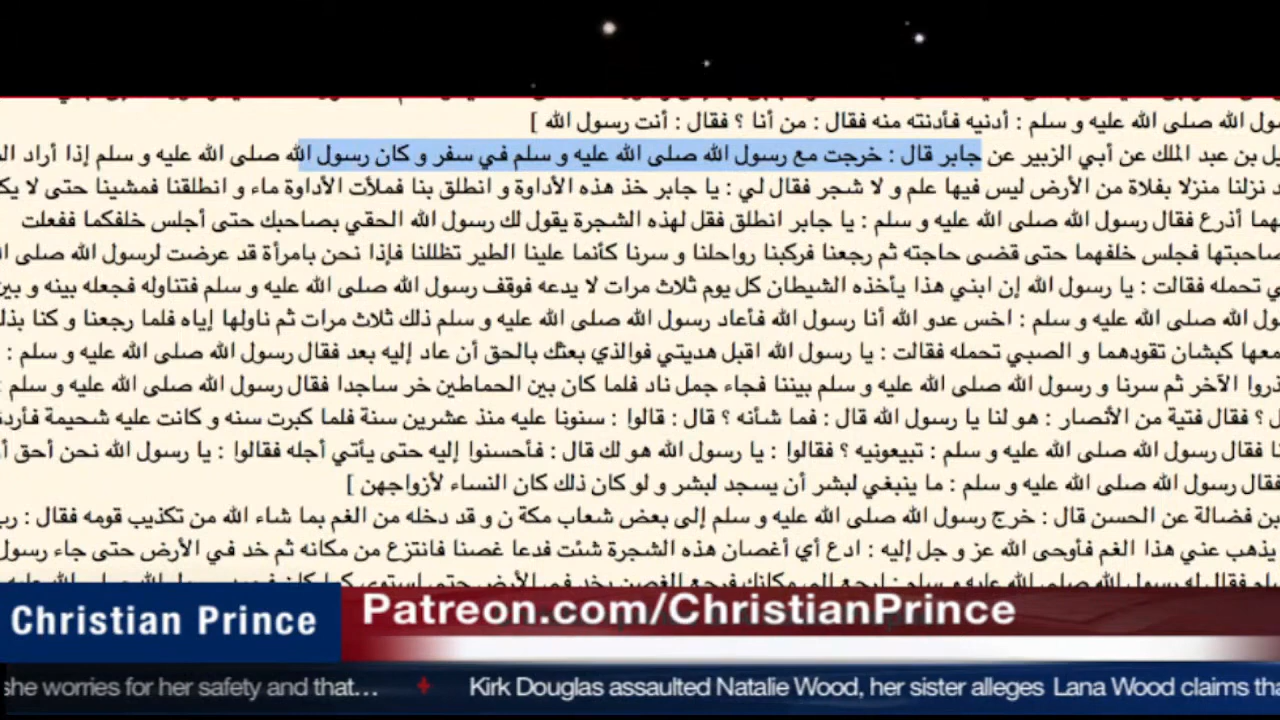 سول الله صلى الله عليه و سلم : أدنيه فأدنته منه فقال : من أنا ؟ فقال : أنت رسول الله ]
يل بن عبد الملك عن أبي الزبير عن جابر قال : خرجت مع رسول الله صلى الله عليه و سلم في سفر و كان رسول الله صلى الله عليه و سلم إذا أراد ال
د نزلنا منزلا بفلاة من الأرض ليس فيها علم و لا شجر فقال لي : يا جابر خذ هذه الأداوة و انطلق بنا فملأت الأداوة ماء و انطلقنا فمشينا حتى لا يك
هما أذرع فقال رسول الله صلى الله عليه و سلم : يا جابر انطلق فقل لهذه الشجرة يقول لك رسول الله الحقي بصاحبك حتى أجلس خلفكما ففعلت
صاحبتها فجلس خلفهما حتى قضى حاجته ثم رجعنا فركبنا رواحلنا و سرنا كأنما علينا الطير تظللنا فإذا نحن بامرأة قد عرضت لرسول الله صلى ا
ي تحمله فقالت : يا رسول الله إن ابني هذا يأخذه الشيطان كل يوم ثلاث مرات لا يدعه فوقف رسول الله صلى الله عليه و سلم فتناوله فجعله بينه و بين
ول الله صلى الله عليه و سلم : اخس عدو الله أنا رسول الله فأعاد رسول الله صلى الله عليه و سلم ذلك ثلاث مرات ثم ناولها إياه فلما رجعنا و كنا بذل
معها كبشان تقودهما و الصبي تحمله فقالت : يا رسول الله اقبل هديتي فوالذي بعثك بالحق أن عاد إليه بعد فقال رسول الله صلى الله عليه و سلم :
ذروا الآخر ثم سرنا و رسول الله صلى الله عليه و سلم بيننا فجاء جمل ناد فلما كان بين الحماطين خر ساجدا فقال رسول الله صلى الله عليه و سلم :
ل ؟ فقال فتية من الأنصار : هو لنا يا رسول الله قال : فما شأنه ؟ قال : قالوا : سنونا عليه منذ عشرين سنة فلما كبرت سنه و كانت عليه شحيمة فأرد
نا فقال رسول الله صلى الله عليه و سلم : تبيعونيه ؟ فقالوا : يا رسول الله هو لك قال : فأحسنوا إليه حتى يأتي أجله فقالوا : يا رسول الله نحن أحق أ
فقال رسول الله صلى الله عليه و سلم : ما ينبغي لبشر أن يسجد لبشر و لو كان ذلك كان النساء لأزواجهن ]
بن فضالة عن الحسن قال : خرج رسول الله صلى الله عليه و سلم إلى بعض شعاب مكة ن و قد دخله من الغم بما شاء الله من تكذيب قومه فقال : رب
يذهب عني هذا الغم فأوحى الله عز و جل إليه : ادع أي أغصان هذه الشجرة شئت فدعا غصنا فانتزع من مكانه ثم خد في الأرض حتى جاء رسول
Christian Prince
Patreon.com/ChristianPrince
she worries for her safety and that... + Kirk Douglas assaulted Natalie Wood, her sister alleges Lana Wood claims tha